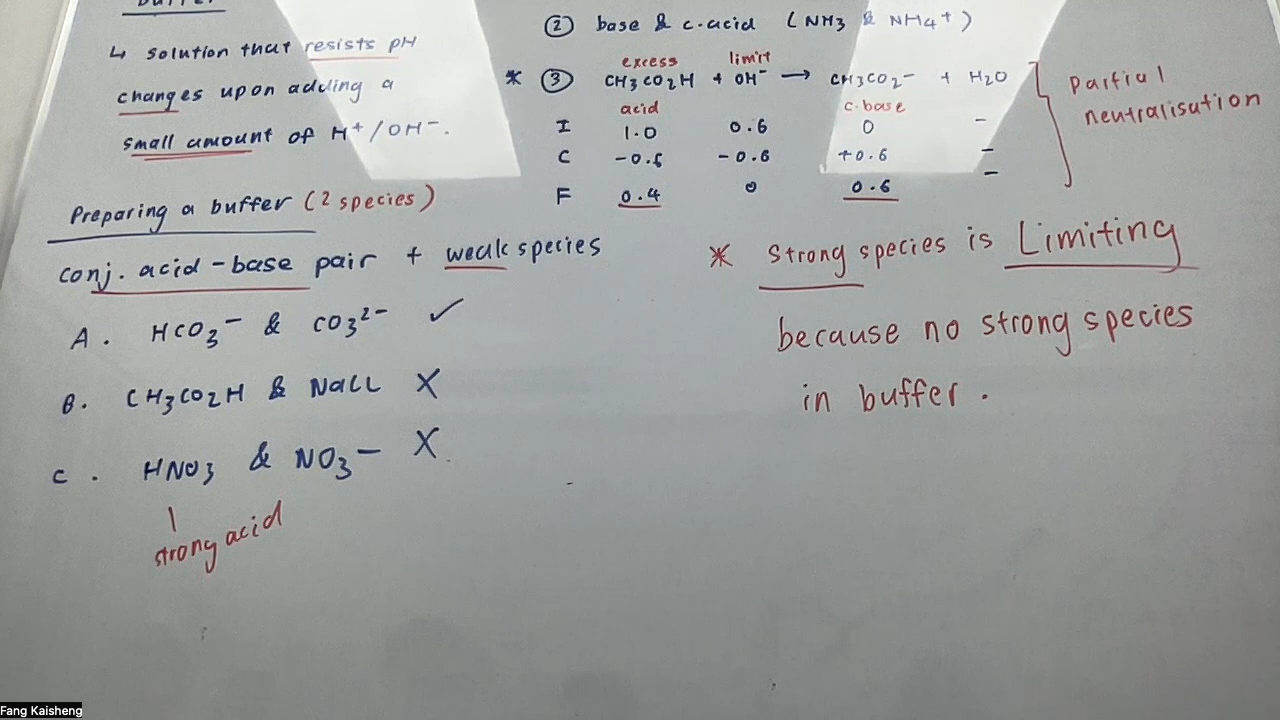 Buffer
↳ solution that resists pH
changes upon adding a
small amount of H+/OH-.
Preparing a buffer (2 species)
conj. acid-base pair + weak species
A. HCO3- & CO3 2- ✓
B. CH3CO2H & NaCl X
C. HNO3 & NO3- X
strong acid
② base & c.acid (NH3 & NH4+)
excess limit
* ③ CH3CO2H + OH- → CH3CO2- + H2O
acid c.base
I 1.0 0.6 0 -
C -0.6 -0.6 +0.6 -
F 0.4 0 0.6 -
Partial
neutralisation
* Strong species is Limiting
because no strong species
in buffer.
Fang Kaisheng